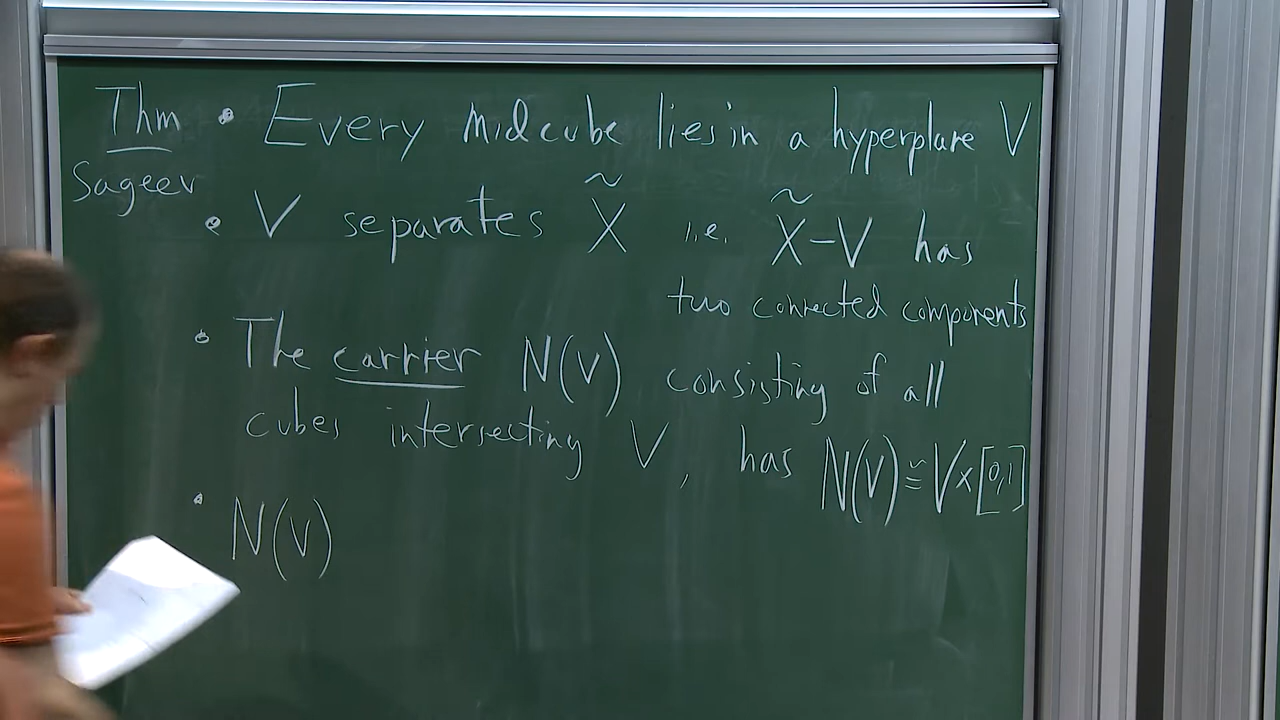 Thm • Every midcube lies in a hyperplane V
Sageev
• V separates X̃ i.e. X̃-V has
two connected components
• The carrier N(V) consisting of all
cubes intersecting V, has N(V) ≅ V×[0,1]
• N(V)